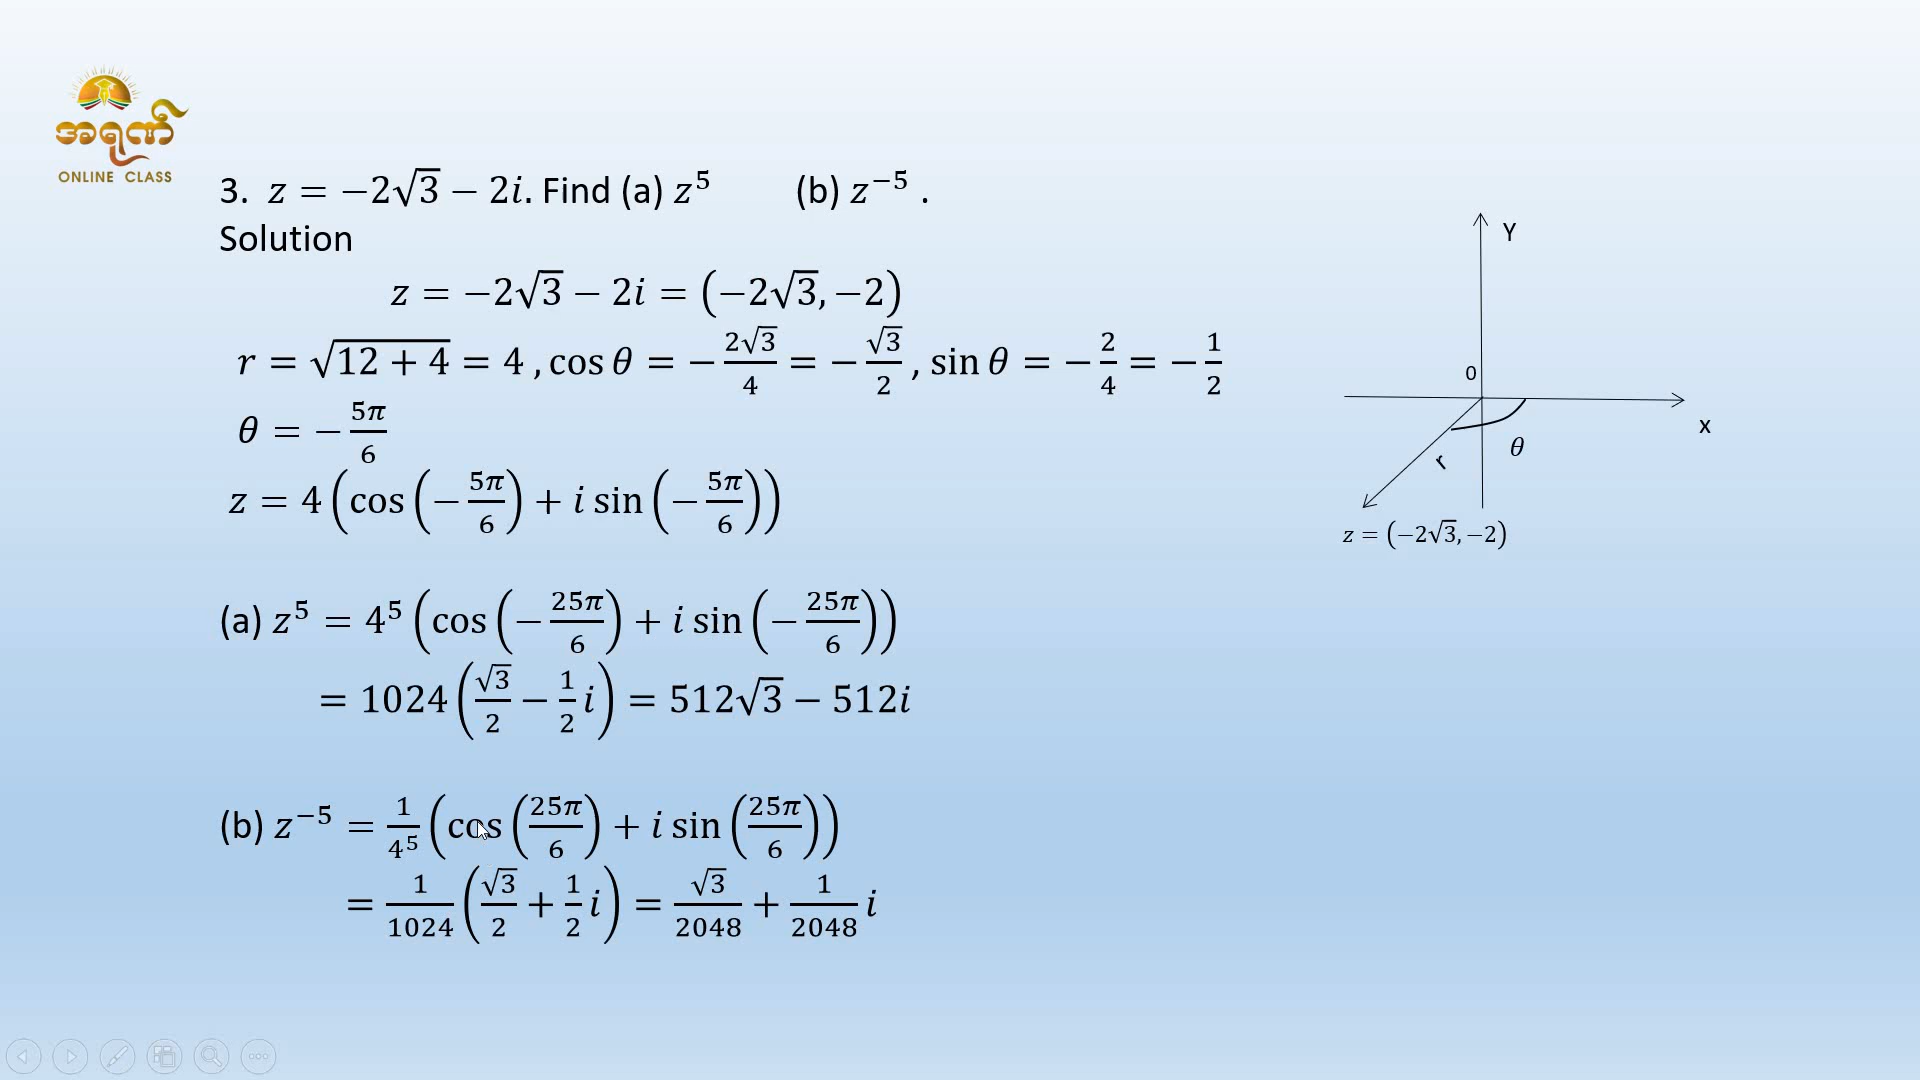 အရုဏ်
ONLINE CLASS
3. z = −2√3 − 2i. Find (a) z⁵ (b) z⁻⁵ .
Solution
z = −2√3 − 2i = (−2√3, −2)
r = √(12 + 4) = 4 , cos θ = −2√3/4 = −√3/2 , sin θ = −2/4 = −1/2
θ = −5π/6
z = 4(cos(−5π/6) + i sin(−5π/6))
(a) z⁵ = 4⁵(cos(−25π/6) + i sin(−25π/6))
= 1024(√3/2 − 1/2 i) = 512√3 − 512i
(b) z⁻⁵ = 1/4⁵ (cos(25π/6) + i sin(25π/6))
= 1/1024 (√3/2 + 1/2 i) = √3/2048 + 1/2048 i
Y
0
x
θ
r
z = (−2√3, −2)